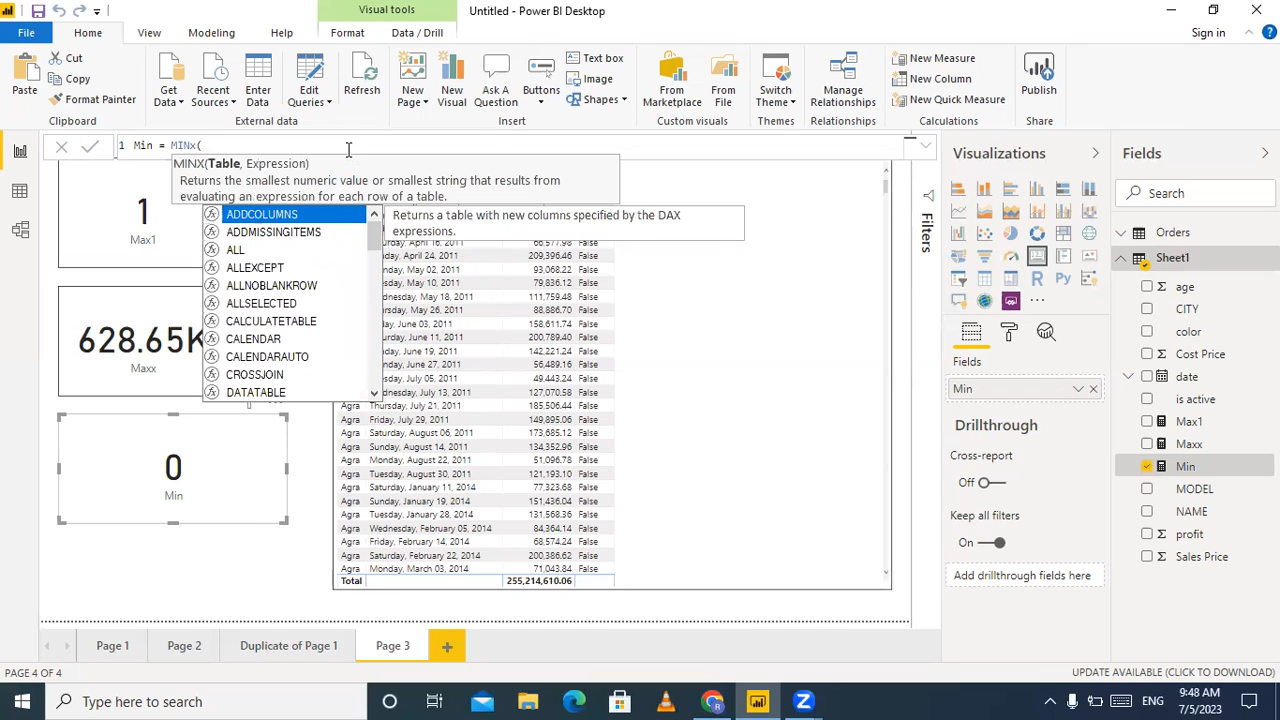 Visual tools
Untitled - Power BI Desktop
File Home View Modeling Help Format Data / Drill
Sign in
Paste
Cut
Copy
Format Painter
Clipboard
Get Data
Recent Sources
Enter Data
Edit Queries
External data
Refresh
New Page
New Visual
Ask A Question
Buttons
Text box
Image
Shapes
Insert
From Marketplace
From File
Custom visuals
Switch Theme
Themes
Manage Relationships
Relationships
New Measure
New Column
New Quick Measure
Calculations
Publish
Share
1 Min = MINx(
MINX(Table, Expression)
Returns the smallest numeric value or smallest string that results from
evaluating an expression for each row of a table.
ADDCOLUMNS
ADDMISSINGITEMS
ALL
ALLEXCEPT
ALLNOBLANKROW
ALLSELECTED
CALCULATETABLE
CALENDAR
CALENDARAUTO
CROSSJOIN
DATATABLE
Returns a table with new columns specified by the DAX
expressions.
1
Max1
628.65K
Maxx
0
Min
Saturday, April 16, 2011 66,577.98 False
Sunday, April 24, 2011 209,396.46 False
Monday, May 02, 2011 93,068.22 False
Tuesday, May 10, 2011 79,836.12 False
Wednesday, May 18, 2011 111,759.48 False
Thursday, May 26, 2011 88,886.70 False
Friday, June 03, 2011 158,611.74 False
Saturday, June 11, 2011 200,789.40 False
Sunday, June 19, 2011 142,221.24 False
Monday, June 27, 2011 56,489.16 False
Tuesday, July 05, 2011 49,443.24 False
Wednesday, July 13, 2011 127,070.58 False
Agra Thursday, July 21, 2011 185,506.44 False
Agra Friday, July 29, 2011 149,895.06 False
Agra Saturday, August 06, 2011 173,685.12 False
Agra Sunday, August 14, 2011 134,352.96 False
Agra Monday, August 22, 2011 51,096.78 False
Agra Tuesday, August 30, 2011 121,193.10 False
Agra Saturday, January 11, 2014 77,323.68 False
Agra Sunday, January 19, 2014 151,436.04 False
Agra Tuesday, January 28, 2014 131,568.36 False
Agra Wednesday, February 05, 2014 84,364.14 False
Agra Friday, February 14, 2014 68,574.24 False
Agra Saturday, February 22, 2014 200,386.62 False
Agra Monday, March 03, 2014 71,043.84 False
Total 255,214,610.06
Filters
Visualizations
R
Py
Fields
Min
Drillthrough
Cross-report
Off
Keep all filters
On
Add drillthrough fields here
Fields
Search
Orders
Sheet1
age
CITY
color
Cost Price
date
is active
Max1
Maxx
Min
MODEL
NAME
profit
Sales Price
Page 1 Page 2 Duplicate of Page 1 Page 3
PAGE 4 OF 4
UPDATE AVAILABLE (CLICK TO DOWNLOAD)
Type here to search
ENG
9:48 AM
7/5/2023